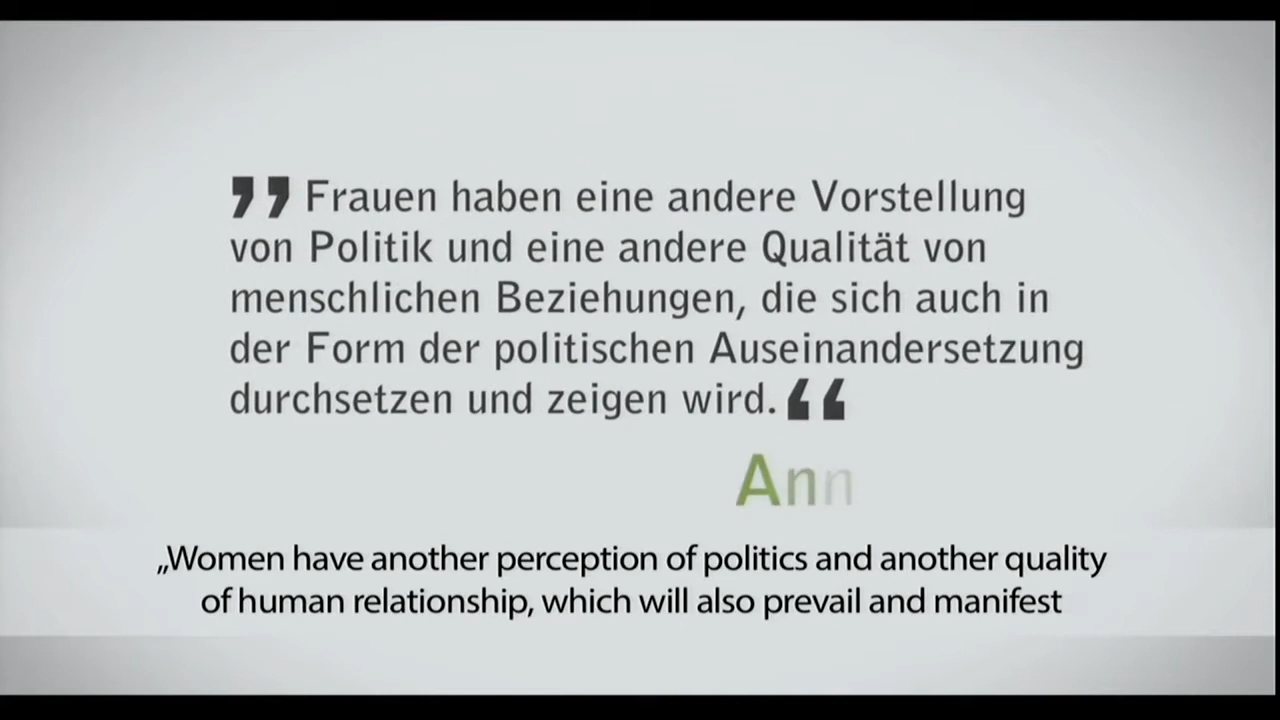 ❜❜ Frauen haben eine andere Vorstellung
von Politik und eine andere Qualität von
menschlichen Beziehungen, die sich auch in
der Form der politischen Auseinandersetzung
durchsetzen und zeigen wird. ❛❛
Ann
„Women have another perception of politics and another quality
of human relationship, which will also prevail and manifest